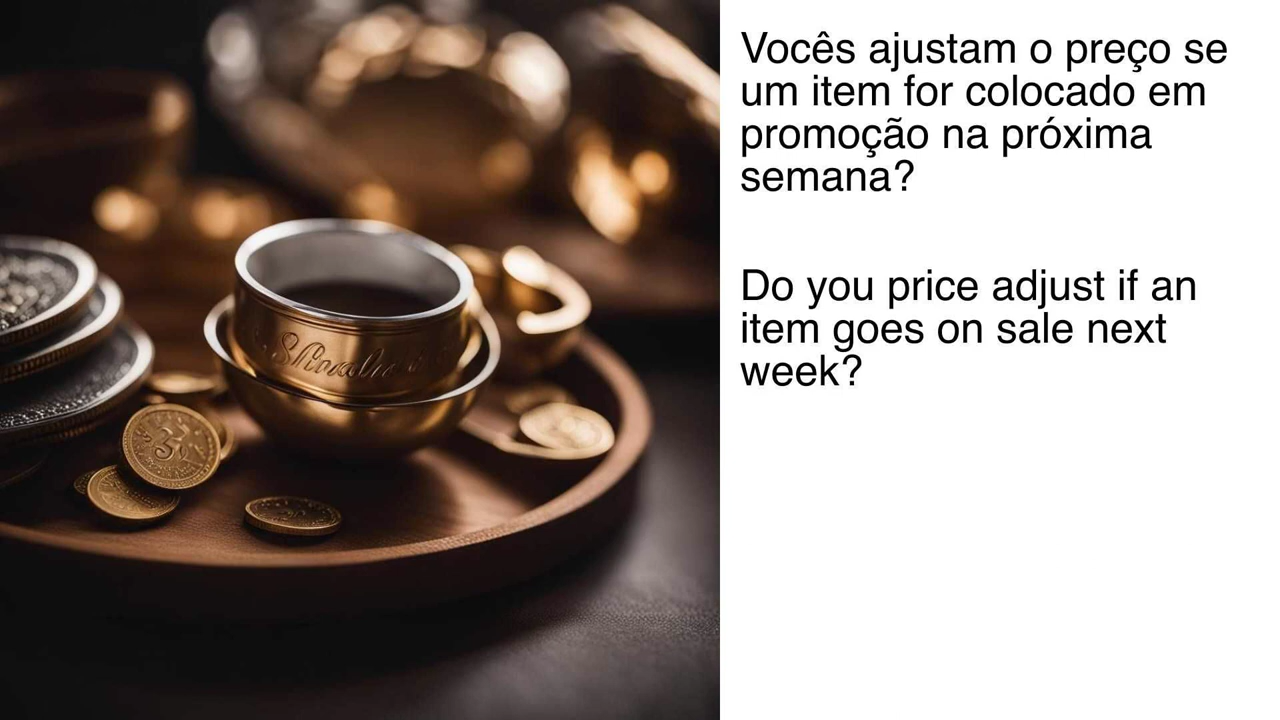 Vocês ajustam o preço se
um item for colocado em
promoção na próxima
semana?
Do you price adjust if an
item goes on sale next
week?